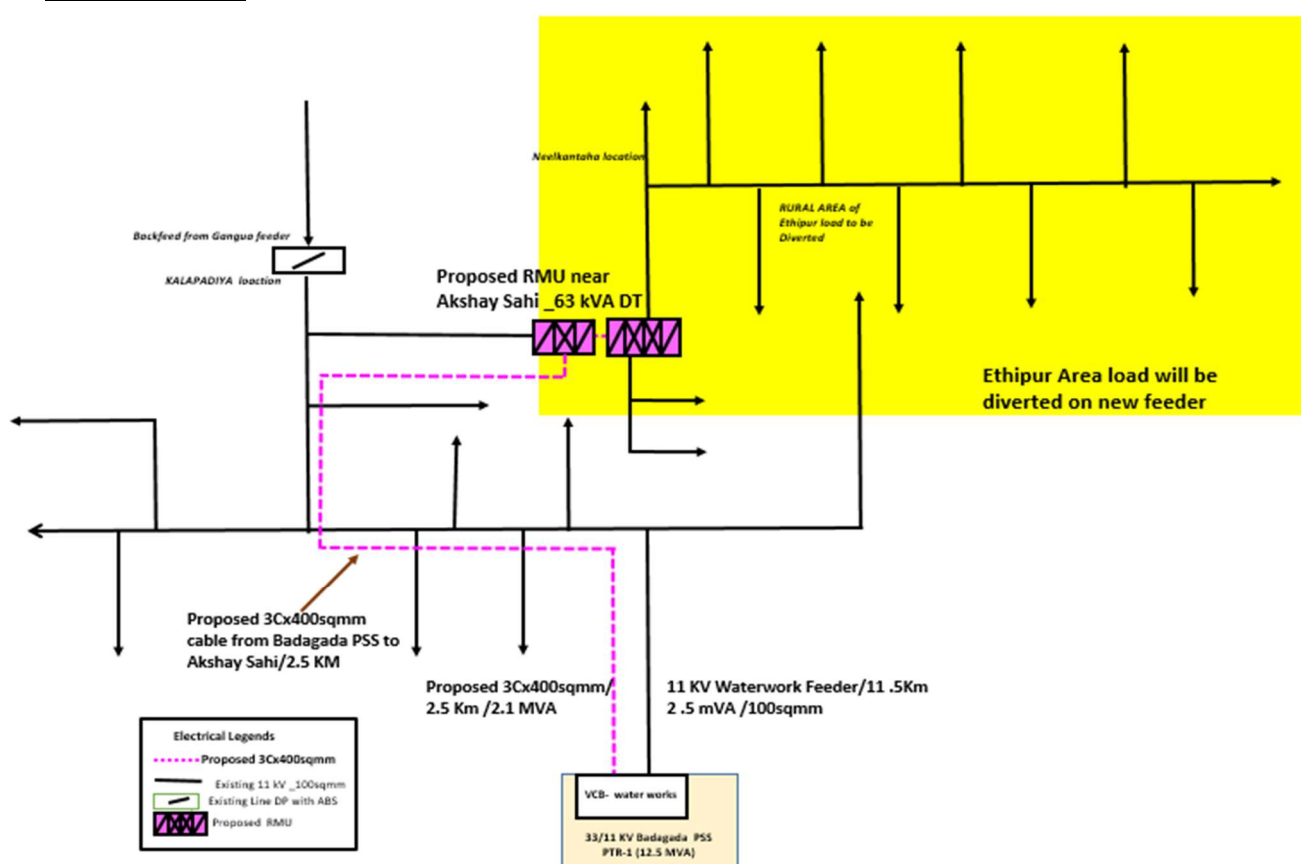 Neelkantaha location
RURAL AREA of
Ethipur load to be
Diverted
Backfeed from Gangua feeder
KALAPADIYA loaction
Proposed RMU near
Akshay Sahi _63 kVA DT
Ethipur Area load will be
diverted on new feeder
Proposed 3Cx400sqmm
cable from Badagada PSS to
Akshay Sahi/2.5 KM
Proposed 3Cx400sqmm/
2.5 Km /2.1 MVA
11 KV Waterwork Feeder/11 .5Km
2 .5 mVA /100sqmm
Electrical Legends
Proposed 3Cx400sqmm
Existing 11 kV _100sqmm
Existing Line DP with ABS
Proposed RMU
VCB- water works
33/11 KV Badagada PSS
PTR-1 (12.5 MVA)